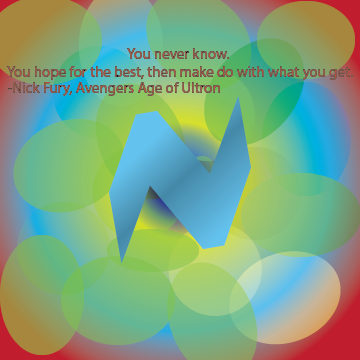 You never know.
You hope for the best, then make do with what you get.
-Nick Fury, Avengers Age of Ultron
N